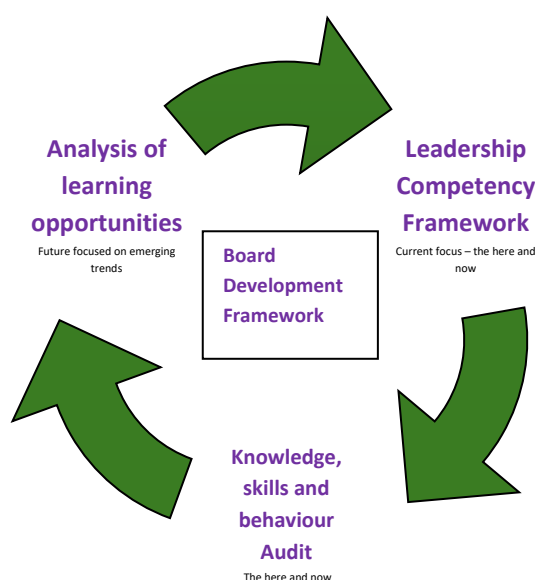 Analysis of
learning
opportunities
Future focused on emerging
trends
Leadership
Competency
Framework
Current focus – the here and
now
Board
Development
Framework
Knowledge,
skills and
behaviour
Audit
The here and now